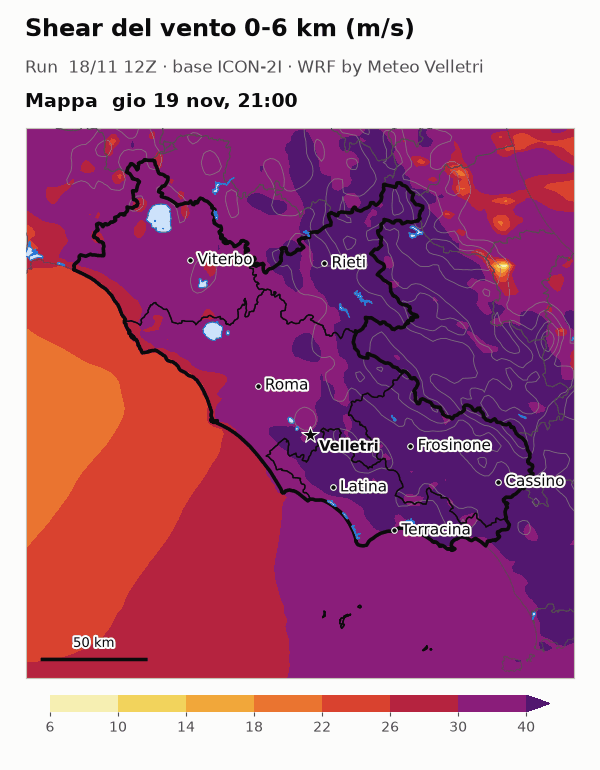 Shear del vento 0-6 km (m/s)
Run  18/11 12Z · base ICON-2I · WRF by Meteo Velletri
Mappa  gio 19 nov, 21:00
Viterbo
Rieti
Roma
Velletri
Frosinone
Latina
Cassino
Terracina
50 km
6 10 14 18 22 26 30 40